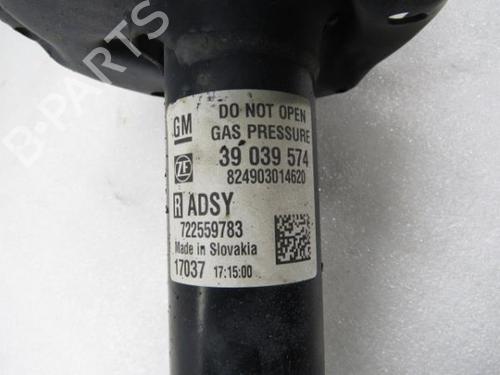 GM
DO NOT OPEN
GAS PRESSURE
ZF
39 039 574
824903014620
R ADSY
722559783
Made in Slovakia
17037 17:15:00
B-PARTS